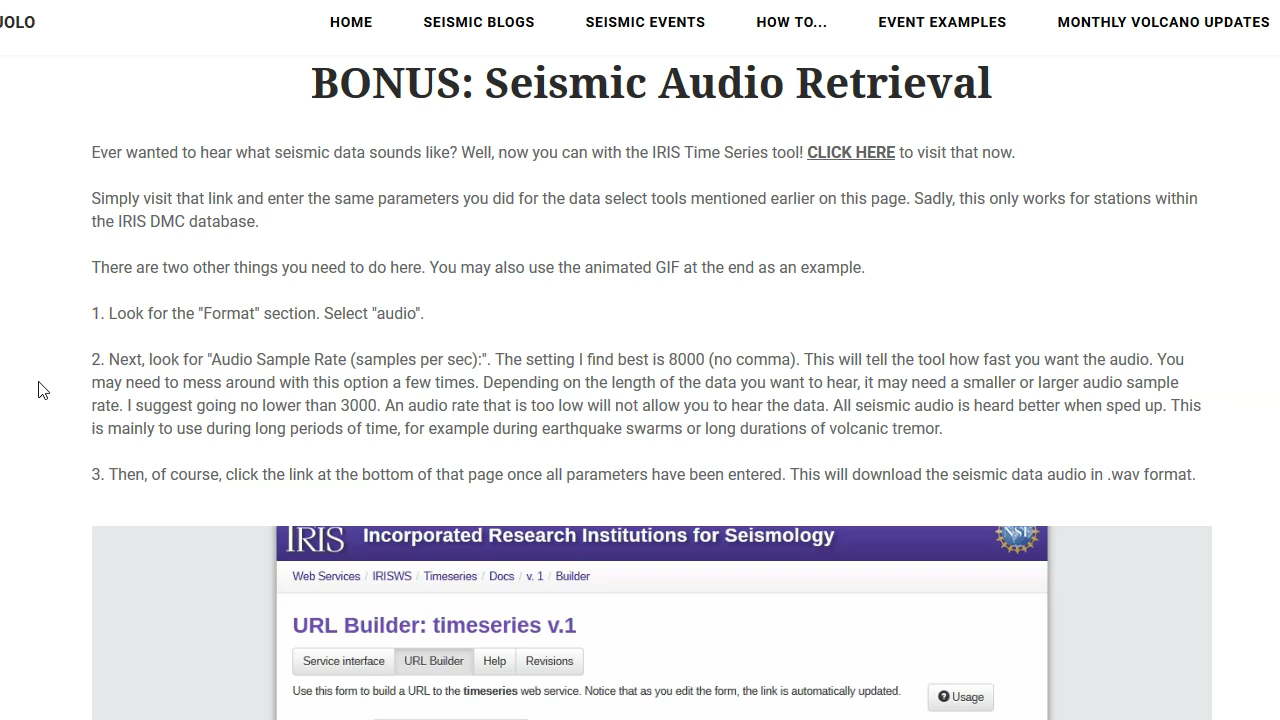 JOLO
HOME SEISMIC BLOGS SEISMIC EVENTS HOW TO... EVENT EXAMPLES MONTHLY VOLCANO UPDATES
BONUS: Seismic Audio Retrieval
Ever wanted to hear what seismic data sounds like? Well, now you can with the IRIS Time Series tool! CLICK HERE to visit that now.
Simply visit that link and enter the same parameters you did for the data select tools mentioned earlier on this page. Sadly, this only works for stations within
the IRIS DMC database.
There are two other things you need to do here. You may also use the animated GIF at the end as an example.
1. Look for the "Format" section. Select "audio".
2. Next, look for "Audio Sample Rate (samples per sec):". The setting I find best is 8000 (no comma). This will tell the tool how fast you want the audio. You
may need to mess around with this option a few times. Depending on the length of the data you want to hear, it may need a smaller or larger audio sample
rate. I suggest going no lower than 3000. An audio rate that is too low will not allow you to hear the data. All seismic audio is heard better when sped up. This
is mainly to use during long periods of time, for example during earthquake swarms or long durations of volcanic tremor.
3. Then, of course, click the link at the bottom of that page once all parameters have been entered. This will download the seismic data audio in .wav format.
IRIS Incorporated Research Institutions for Seismology NSF
Web Services / IRISWS / Timeseries / Docs / v. 1 / Builder
URL Builder: timeseries v.1
Service interface URL Builder Help Revisions
Use this form to build a URL to the timeseries web service. Notice that as you edit the form, the link is automatically updated.
Usage